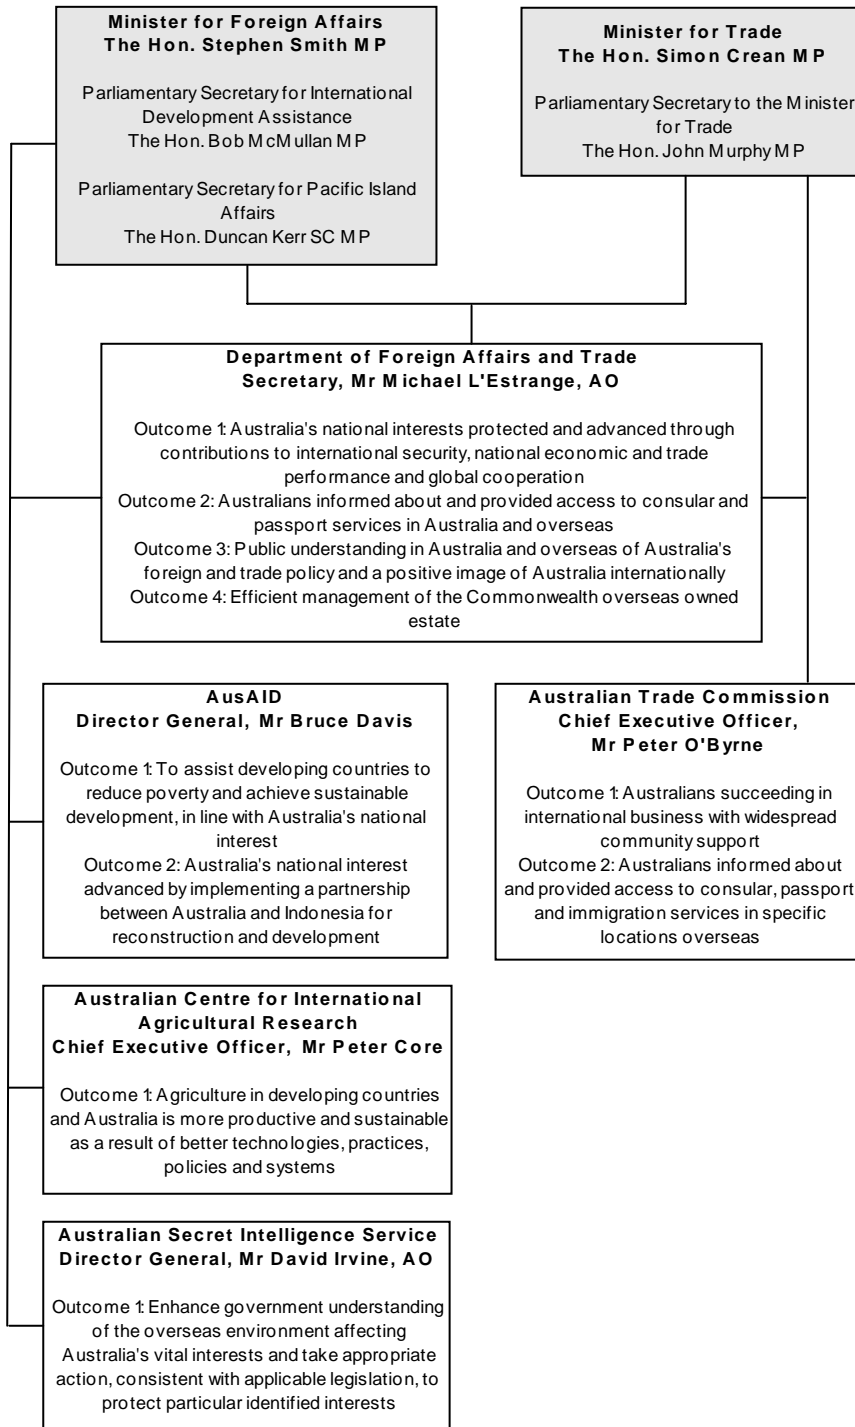 Minister for Foreign Affairs
The Hon. Stephen Smith MP
Parliamentary Secretary for International
Development Assistance
The Hon. Bob McMullan MP
Parliamentary Secretary for Pacific Island
Affairs
The Hon. Duncan Kerr SC MP
Minister for Trade
The Hon. Simon Crean MP
Parliamentary Secretary to the Minister
for Trade
The Hon. John Murphy MP
Department of Foreign Affairs and Trade
Secretary, Mr Michael L'Estrange, AO
Outcome 1: Australia's national interests protected and advanced through
contributions to international security, national economic and trade
performance and global cooperation
Outcome 2: Australians informed about and provided access to consular and
passport services in Australia and overseas
Outcome 3: Public understanding in Australia and overseas of Australia's
foreign and trade policy and a positive image of Australia internationally
Outcome 4: Efficient management of the Commonwealth overseas owned
estate
AusAID
Director General, Mr Bruce Davis
Outcome 1: To assist developing countries to
reduce poverty and achieve sustainable
development, in line with Australia's national
interest
Outcome 2: Australia's national interest
advanced by implementing a partnership
between Australia and Indonesia for
reconstruction and development
Australian Trade Commission
Chief Executive Officer,
Mr Peter O'Byrne
Outcome 1: Australians succeeding in
international business with widespread
community support
Outcome 2: Australians informed about
and provided access to consular, passport
and immigration services in specific
locations overseas
Australian Centre for International
Agricultural Research
Chief Executive Officer, Mr Peter Core
Outcome 1: Agriculture in developing countries
and Australia is more productive and sustainable
as a result of better technologies, practices,
policies and systems
Australian Secret Intelligence Service
Director General, Mr David Irvine, AO
Outcome 1: Enhance government understanding
of the overseas environment affecting
Australia's vital interests and take appropriate
action, consistent with applicable legislation, to
protect particular identified interests